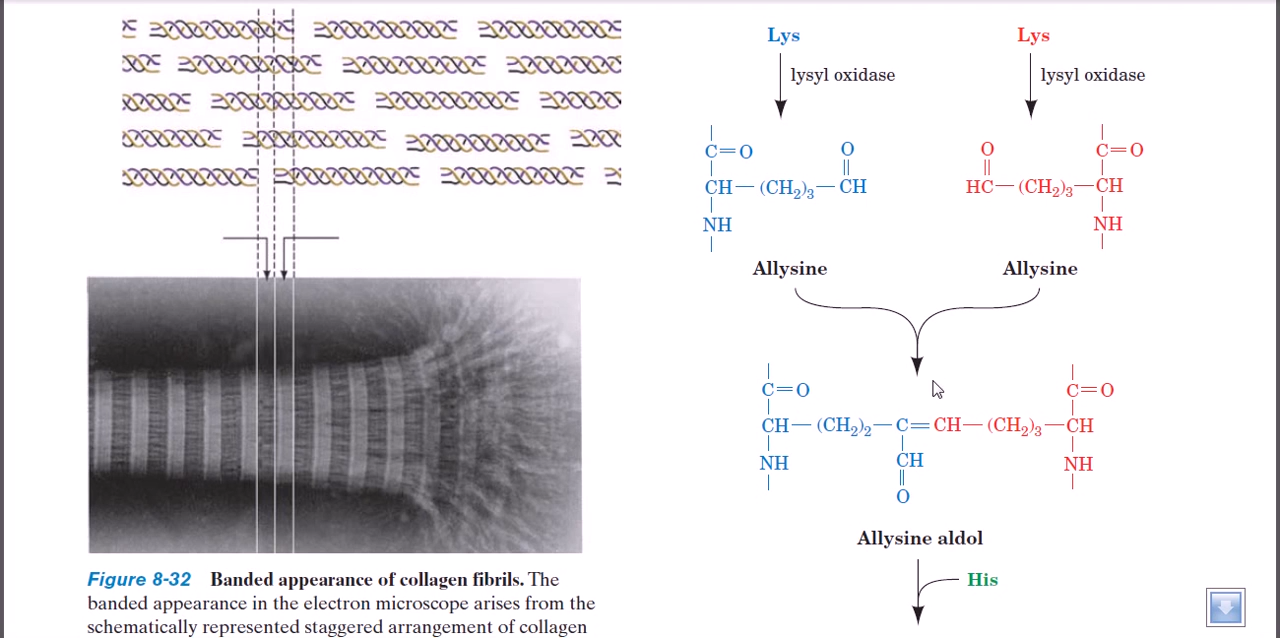 Lys
Lys
lysyl oxidase
lysyl oxidase
C=O
O
O
C=O
CH—(CH₂)₃—CH
HC—(CH₂)₃—CH
NH
NH
Allysine
Allysine
C=O
C=O
CH—(CH₂)₂—C=CH—(CH₂)₃—CH
NH
CH
NH
O
Allysine aldol
His
Figure 8-32 Banded appearance of collagen fibrils. The
banded appearance in the electron microscope arises from the
schematically represented staggered arrangement of collagen